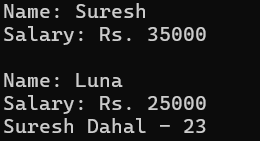 Name: Suresh
Salary: Rs. 35000
Name: Luna
Salary: Rs. 25000
Suresh Dahal - 23